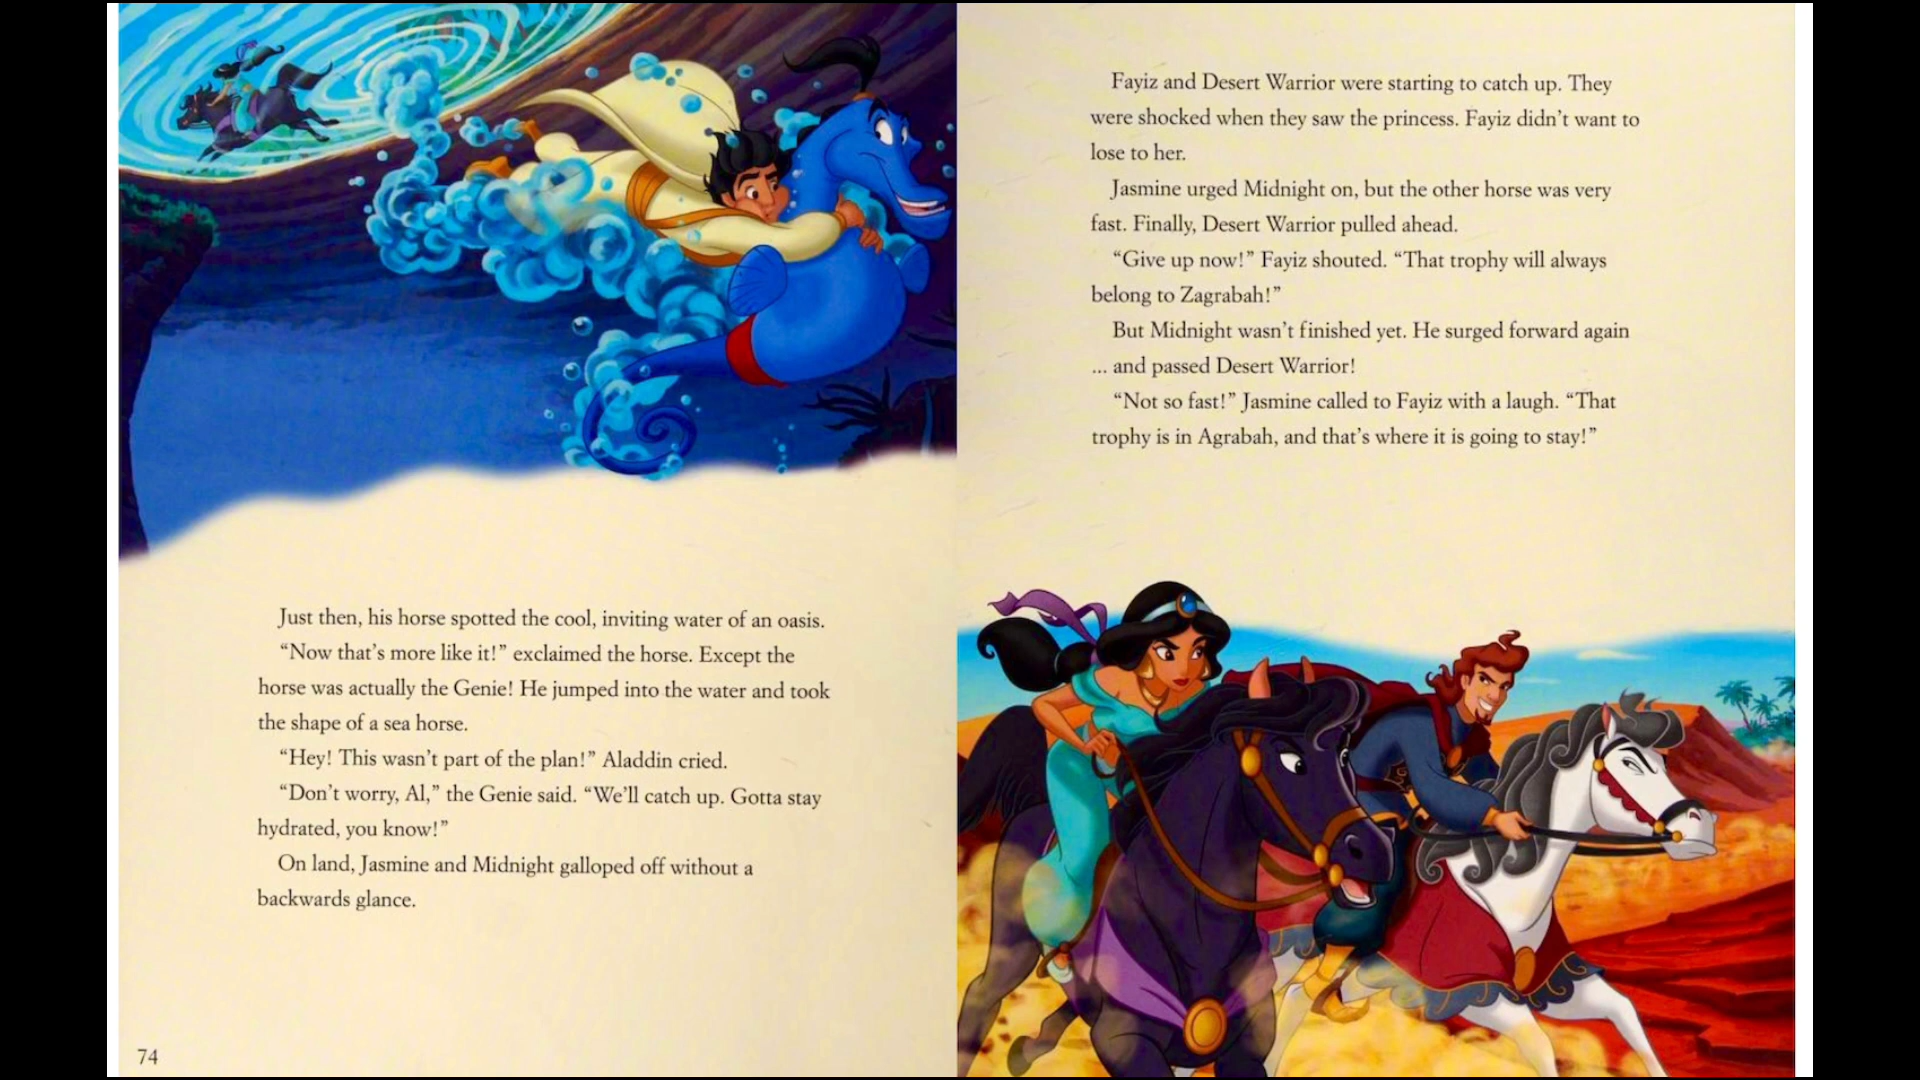 Just then, his horse spotted the cool, inviting water of an oasis.
“Now that’s more like it!” exclaimed the horse. Except the
horse was actually the Genie! He jumped into the water and took
the shape of a sea horse.
“Hey! This wasn’t part of the plan!” Aladdin cried.
“Don’t worry, Al,” the Genie said. “We’ll catch up. Gotta stay
hydrated, you know!”
On land, Jasmine and Midnight galloped off without a
backwards glance.
74
Fayiz and Desert Warrior were starting to catch up. They
were shocked when they saw the princess. Fayiz didn’t want to
lose to her.
Jasmine urged Midnight on, but the other horse was very
fast. Finally, Desert Warrior pulled ahead.
“Give up now!” Fayiz shouted. “That trophy will always
belong to Zagrabah!”
But Midnight wasn’t finished yet. He surged forward again
... and passed Desert Warrior!
“Not so fast!” Jasmine called to Fayiz with a laugh. “That
trophy is in Agrabah, and that’s where it is going to stay!”